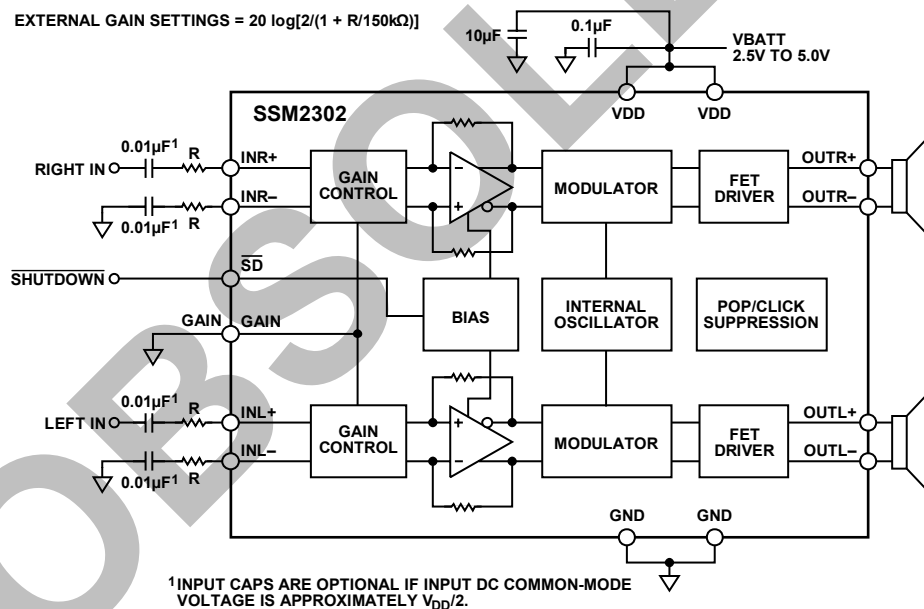 EXTERNAL GAIN SETTINGS = 20 log[2/(1 + R/150kΩ)]
10µF
0.1µF
VBATT
2.5V TO 5.0V
VDD
VDD
SSM2302
0.01µF¹
R
RIGHT IN
INR+
INR–
0.01µF¹
R
GAIN
CONTROL
MODULATOR
FET
DRIVER
OUTR+
OUTR–
SHUTDOWN
SD
GAIN
GAIN
BIAS
INTERNAL
OSCILLATOR
POP/CLICK
SUPPRESSION
0.01µF¹
R
LEFT IN
INL+
INL–
0.01µF¹
R
GAIN
CONTROL
MODULATOR
FET
DRIVER
OUTL+
OUTL–
GND
GND
¹INPUT CAPS ARE OPTIONAL IF INPUT DC COMMON-MODE
VOLTAGE IS APPROXIMATELY VDD/2.
OBSOLE